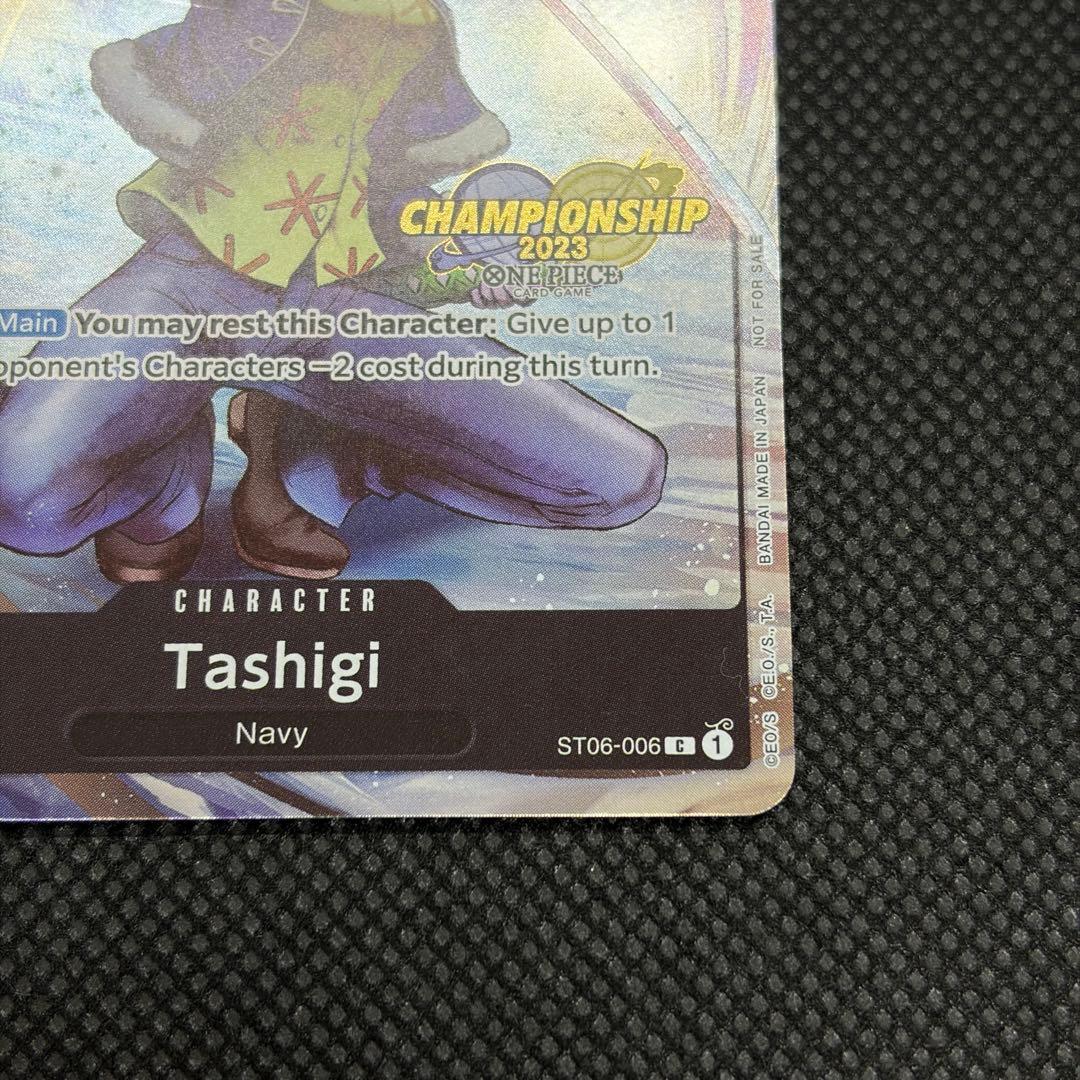 CHAMPIONSHIP
2023
ONE PIECE
CARD GAME
Main You may rest this Character: Give up to 1
opponent's Characters −2 cost during this turn.
CHARACTER
Tashigi
Navy
ST06-006 C 1
©EO/S ©E.O./S., T.A. BANDAI MADE IN JAPAN NOT FOR SALE